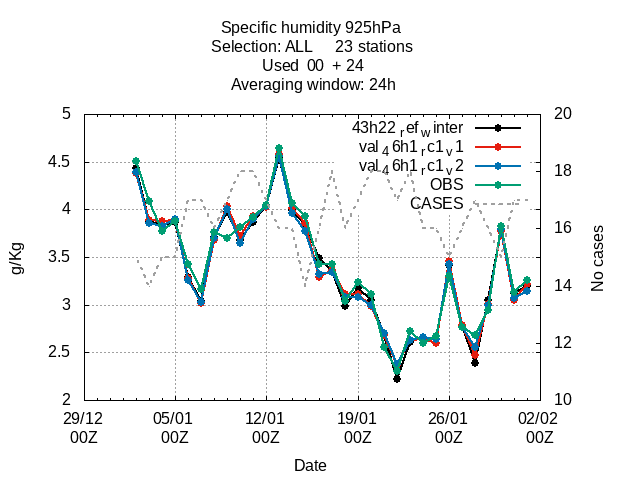 Specific humidity 925hPa
Selection: ALL 23 stations
Used 00 + 24
Averaging window: 24h
5 20
43h22_ref_winter
val_46h1_rc1_v1
4.5 18
val_46h1_rc1_v2
OBS
CASES
4 16
3.5 14
g/Kg
No cases
3
2.5 12
2 10
29/12 05/01 12/01 19/01 26/01 02/02
00Z 00Z 00Z 00Z 00Z 00Z
Date